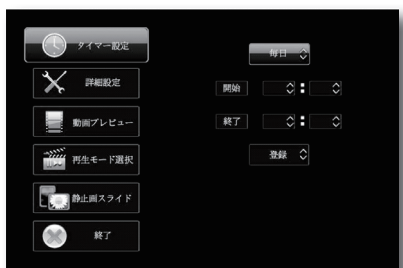 タイマー設定
詳細設定
動画プレビュー
再生モード選択
静止画スライド
終了
毎日
開始 :
終了 :
登録